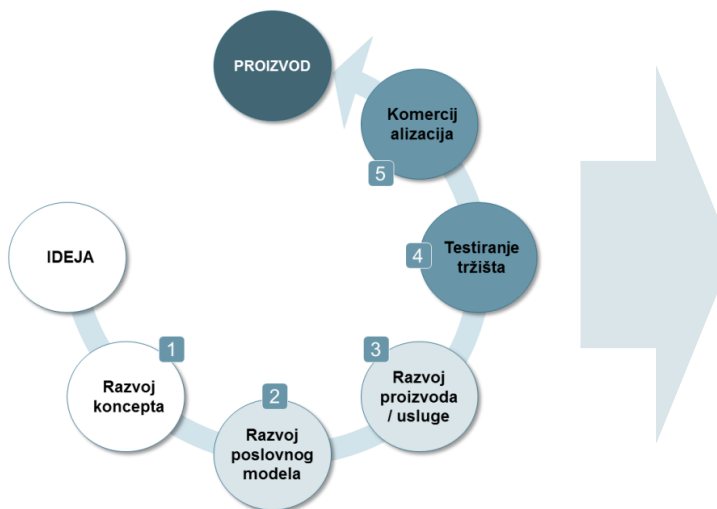 IDEJA
1
Razvoj
koncepta
2
Razvoj
poslovnog
modela
3
Razvoj
proizvoda
/ usluge
4
Testiranje
tržišta
5
Komercij
alizacija
PROIZVOD